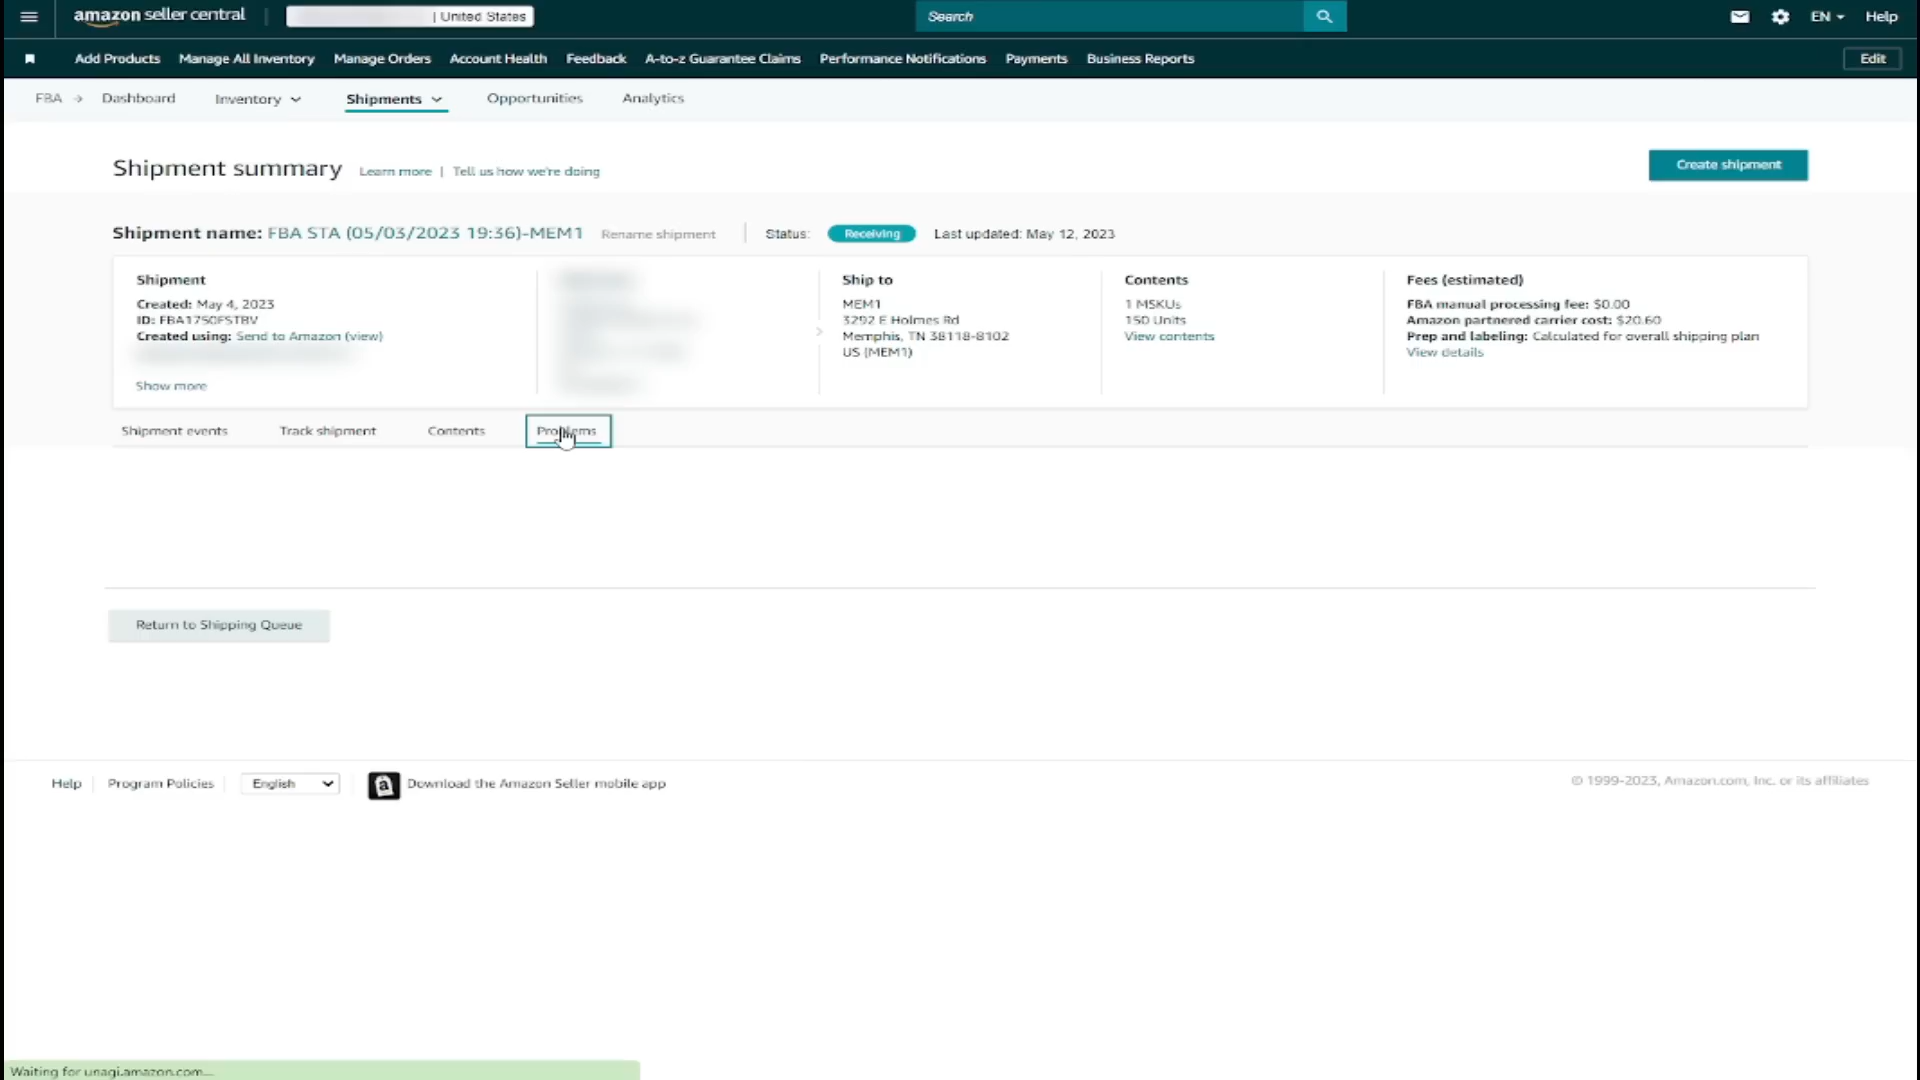 amazon seller central | | United States Search EN Help
Add Products Manage All Inventory Manage Orders Account Health Feedback A-to-z Guarantee Claims Performance Notifications Payments Business Reports Edit
FBA → Dashboard Inventory Shipments Opportunities Analytics
Shipment summary Learn more | Tell us how we're doing Create shipment
Shipment name: FBA STA (05/03/2023 19:36)-MEM1 Rename shipment Status: Receiving Last updated: May 12, 2023
Shipment
Created: May 4, 2023
ID: FBA1750FSTBV
Created using: Send to Amazon (view)
Show more
Ship to
MEM1
3292 E Holmes Rd
Memphis, TN 38118-8102
US (MEM1)
Contents
1 MSKUs
150 Units
View contents
Fees (estimated)
FBA manual processing fee: $0.00
Amazon partnered carrier cost: $20.60
Prep and labeling: Calculated for overall shipping plan
View details
Shipment events Track shipment Contents Problems
Return to Shipping Queue
Help Program Policies English Download the Amazon Seller mobile app © 1999-2023, Amazon.com, Inc. or its affiliates
Waiting for unagi.amazon.com...